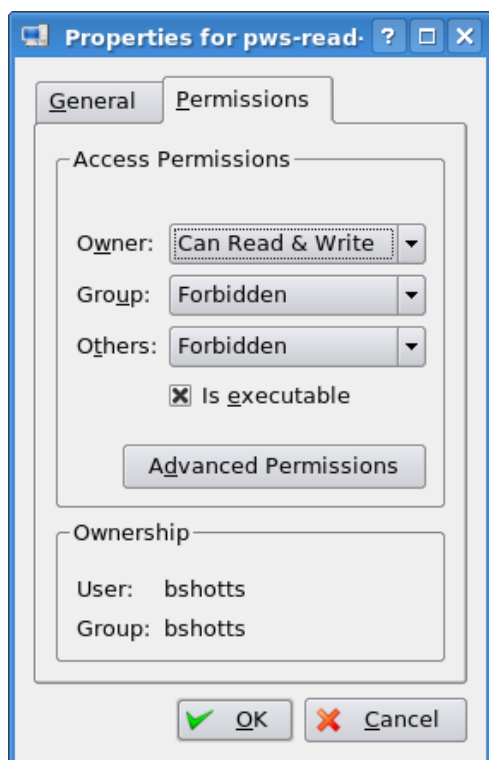 Properties for pws-read-
General Permissions
Access Permissions
Owner: Can Read & Write
Group: Forbidden
Others: Forbidden
Is executable
Advanced Permissions
Ownership
User: bshotts
Group: bshotts
OK Cancel